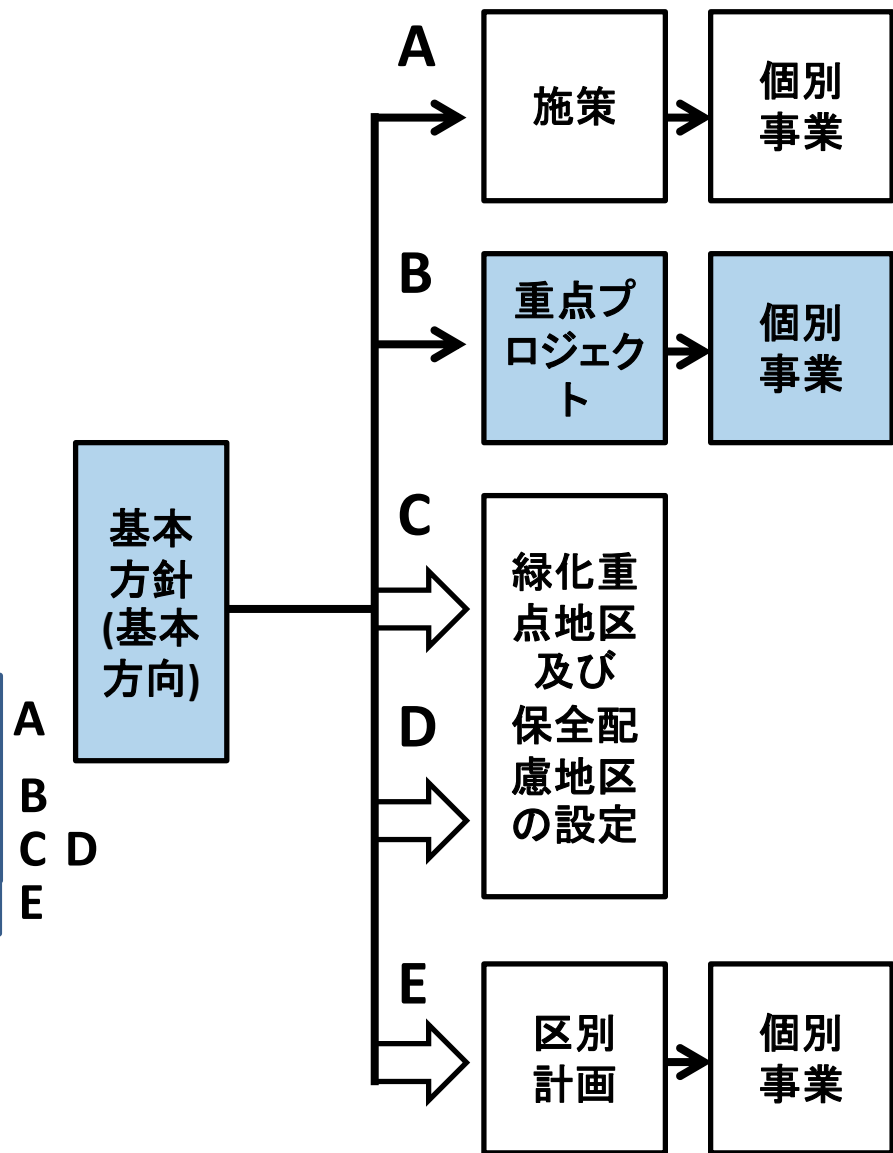 A
施策
個別
事業
B
重点プ
ロジェク
ト
個別
事業
基本
方針
(基本
方向)
C
D
緑化重
点地区
及び
保全配
慮地区
の設定
A
B
C D
E
E
区別
計画
個別
事業